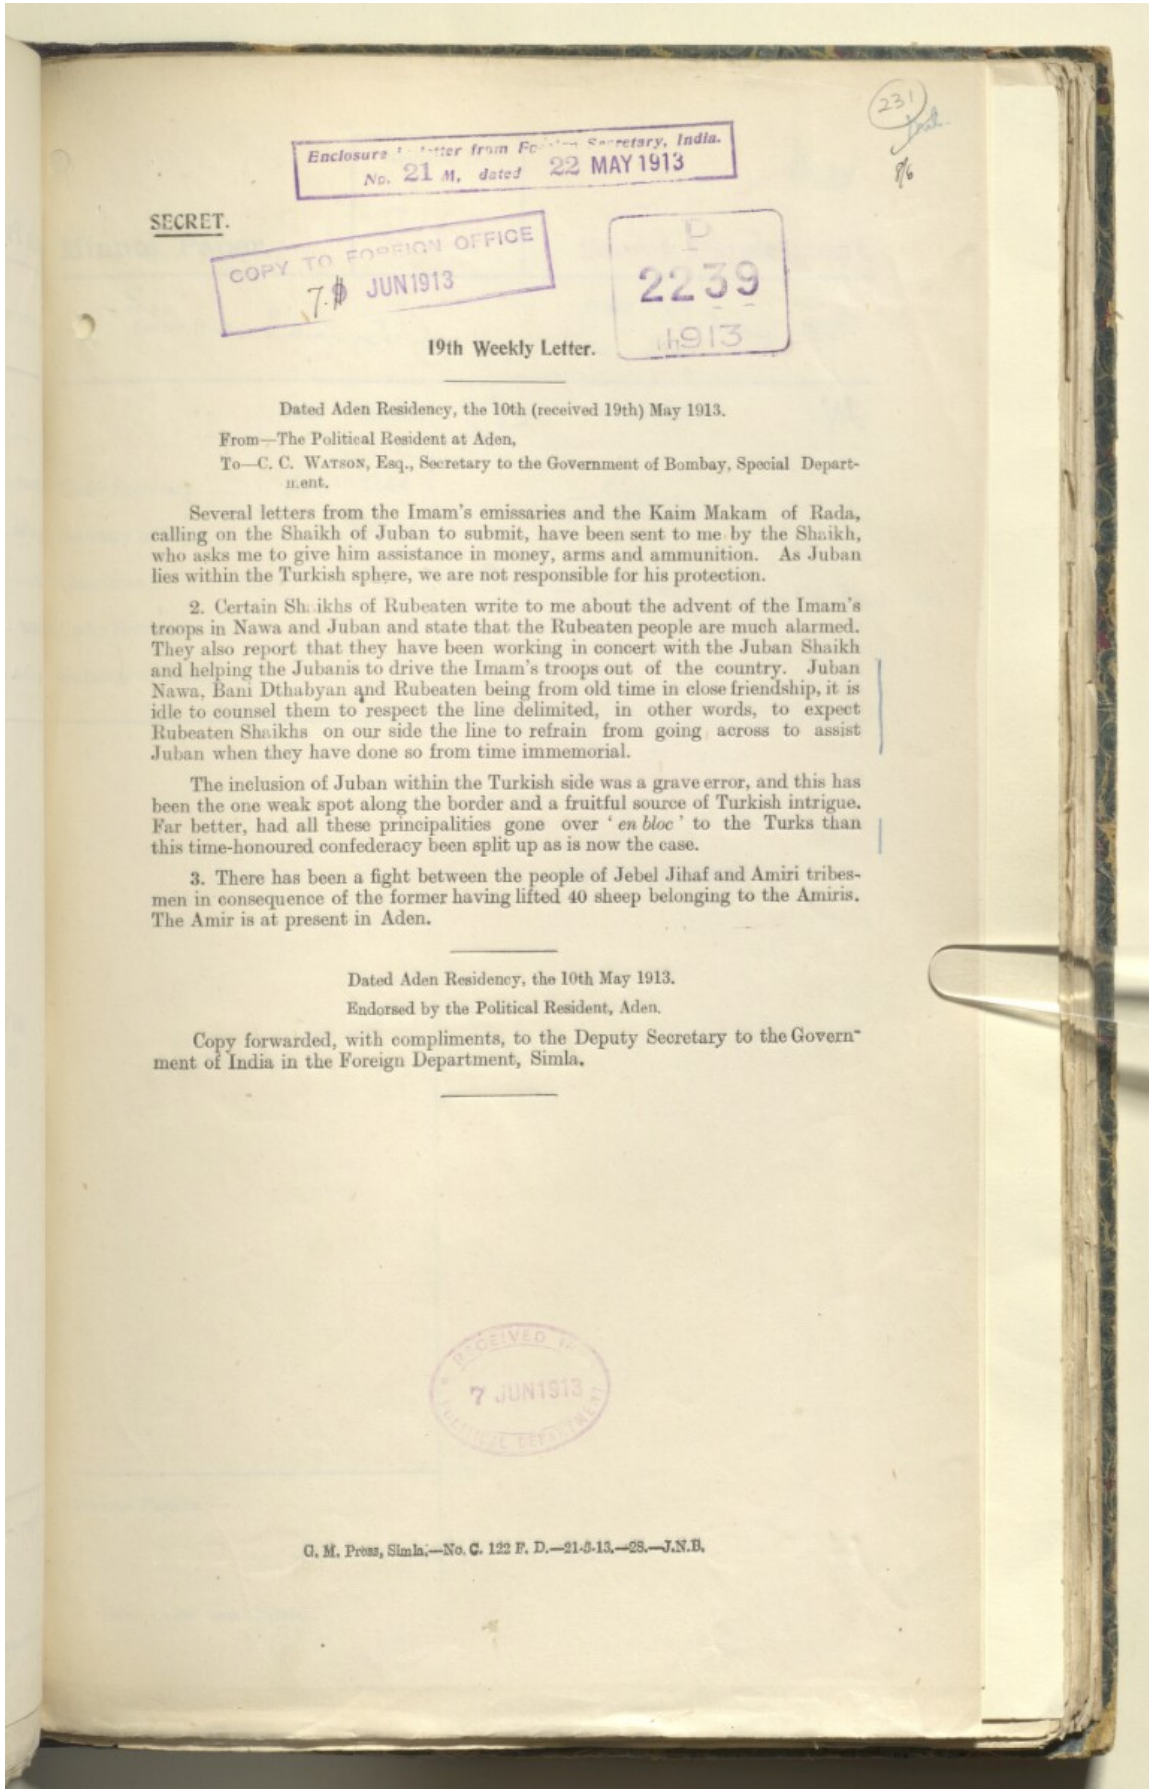 231
8/6
Enclosure letter from Secretary, India.
No. 21 M, dated 22 MAY 1913
SECRET.
COPY TO FOREIGN OFFICE
7 JUN 1913
P
2239
1913
19th Weekly Letter.
Dated Aden Residency, the 10th (received 19th) May 1913.
From—The Political Resident at Aden,
To—C. C. WATSON, Esq., Secretary to the Government of Bombay, Special Depart-
ment.
Several letters from the Imam's emissaries and the Kaim Makam of Rada,
calling on the Shaikh of Juban to submit, have been sent to me by the Shaikh,
who asks me to give him assistance in money, arms and ammunition. As Juban
lies within the Turkish sphere, we are not responsible for his protection.
2. Certain Shaikhs of Rubeaten write to me about the advent of the Imam's
troops in Nawa and Juban and state that the Rubeaten people are much alarmed.
They also report that they have been working in concert with the Juban Shaikh
and helping the Jubanis to drive the Imam's troops out of the country. Juban
Nawa, Bani Dthabyan and Rubeaten being from old time in close friendship, it is
idle to counsel them to respect the line delimited, in other words, to expect
Rubeaten Shaikhs on our side the line to refrain from going across to assist
Juban when they have done so from time immemorial.
The inclusion of Juban within the Turkish side was a grave error, and this has
been the one weak spot along the border and a fruitful source of Turkish intrigue.
Far better, had all these principalities gone over ' en bloc ' to the Turks than
this time-honoured confederacy been split up as is now the case.
3. There has been a fight between the people of Jebel Jihaf and Amiri tribes-
men in consequence of the former having lifted 40 sheep belonging to the Amiris.
The Amir is at present in Aden.
Dated Aden Residency, the 10th May 1913.
Endorsed by the Political Resident, Aden.
Copy forwarded, with compliments, to the Deputy Secretary to the Govern-
ment of India in the Foreign Department, Simla.
RECEIVED IN
7 JUN 1913
DEPARTMENT
G. M. Press, Simla.—No. C. 122 F. D.—21-5-13.—28.—J.N.B.